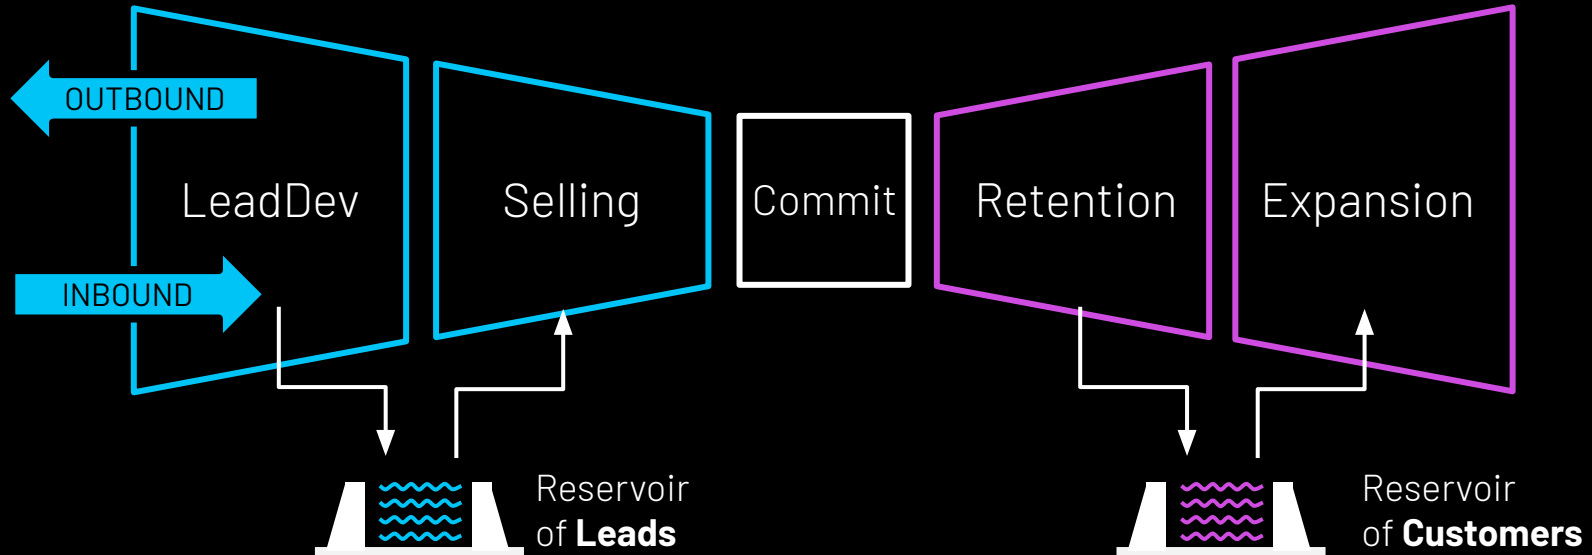 OUTBOUND
LeadDev
Selling
Commit
Retention
Expansion
INBOUND
Reservoir
of Leads
Reservoir
of Customers